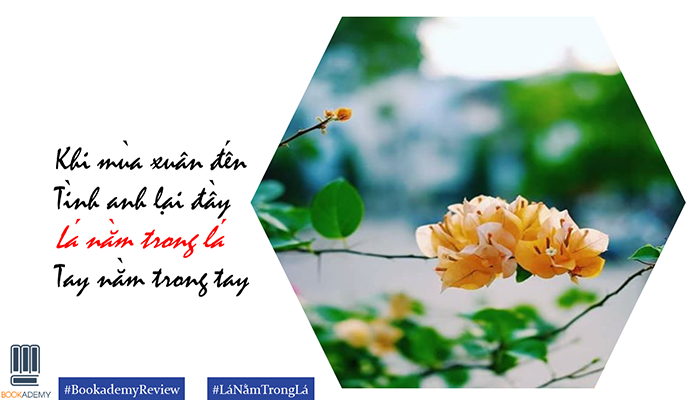 Khi mùa xuân đến
Tình anh lại đầy
Lá nằm trong lá
Tay nằm trong tay
BOOKADEMY
#BookademyReview
#LáNằmTrongLá